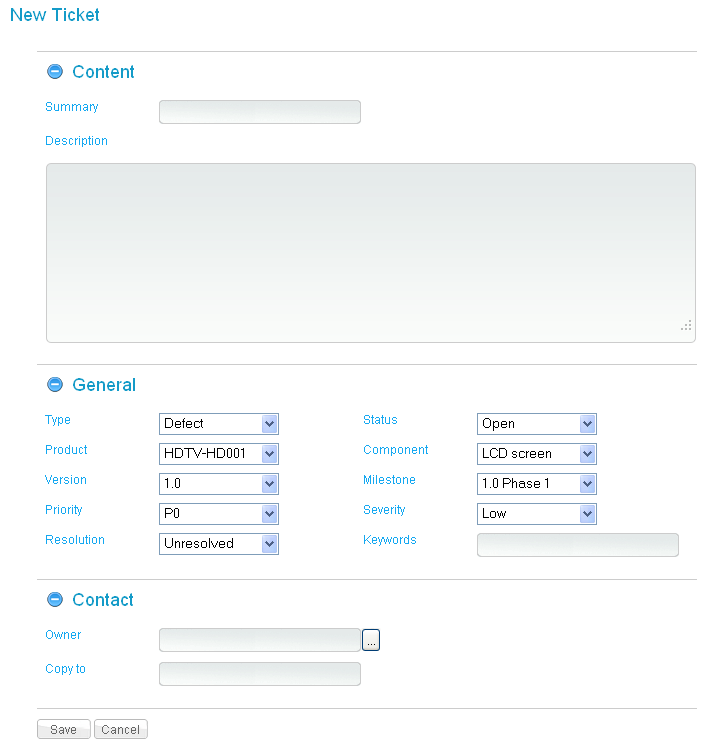 New Ticket
Content
Summary
Description
General
Type Defect Status Open
Product HDTV-HD001 Component LCD screen
Version 1.0 Milestone 1.0 Phase 1
Priority P0 Severity Low
Resolution Unresolved Keywords
Contact
Owner ...
Copy to
Save Cancel